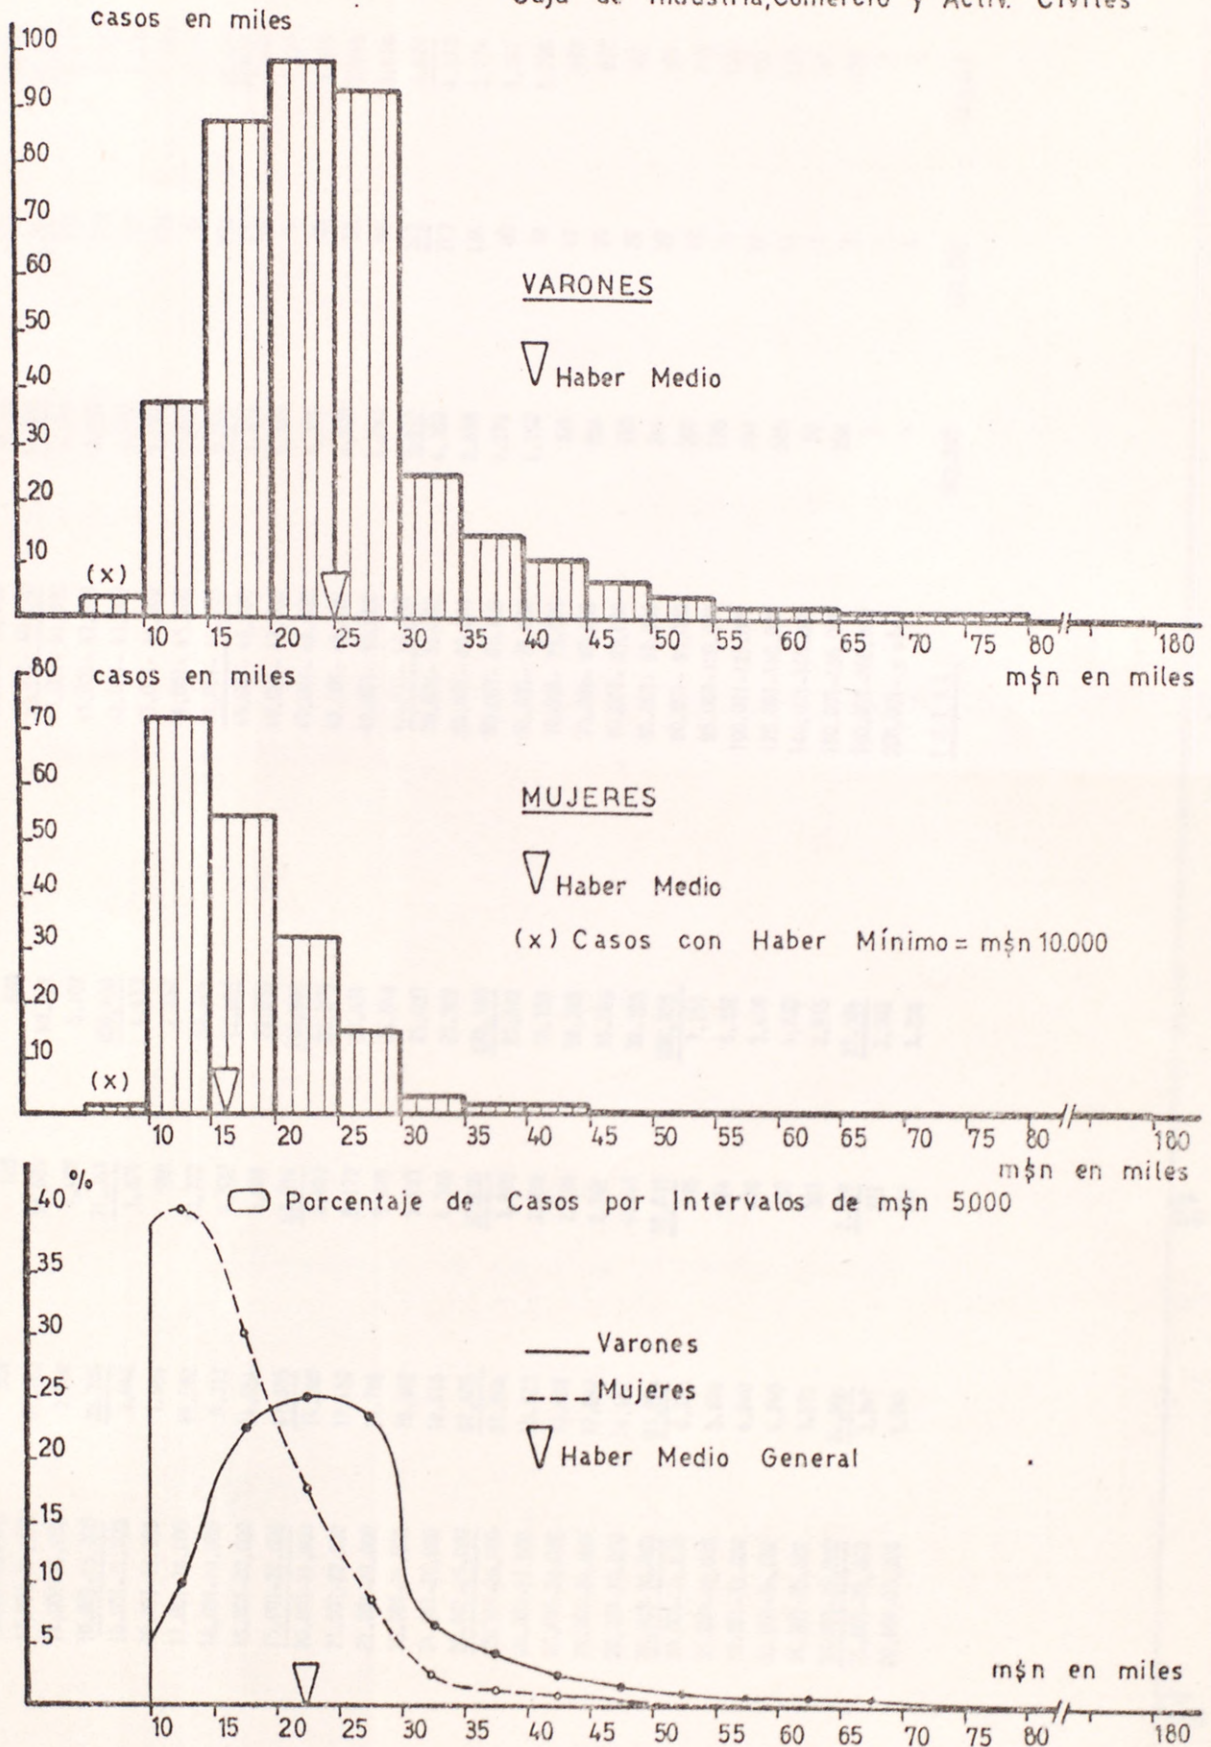 Caja de Industria, Comercio y Activ. Civiles
casos en miles
100
90
80
70
60
50
40
30
20
10
VARONES
Haber Medio
(x)
10 15 20 25 30 35 40 45 50 55 60 65 70 75 80 180
m$n en miles
casos en miles
80
70
60
50
40
30
20
10
MUJERES
Haber Medio
(x) Casos con Haber Mínimo = m$n 10.000
(x)
10 15 20 25 30 35 40 45 50 55 60 65 70 75 80 180
m$n en miles
%
Porcentaje de Casos por Intervalos de m$n 5.000
40
35
30
25
20
15
10
5
Varones
Mujeres
Haber Medio General
m$n en miles
10 15 20 25 30 35 40 45 50 55 60 65 70 75 80 180